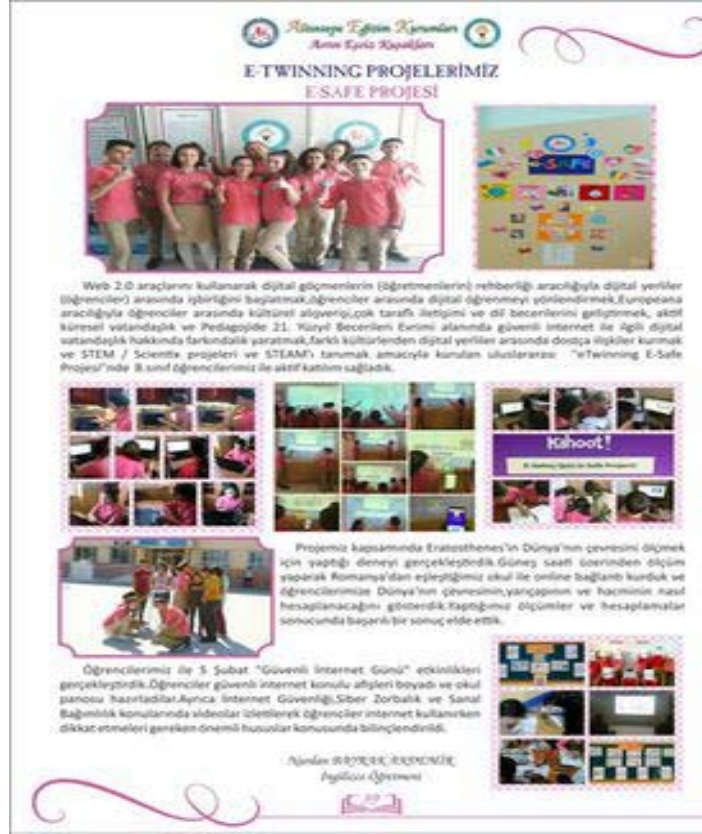 Altıntepe Eğitim Kurumları
E-TWINNING PROJELERİMİZ
E-SAFE PROJESİ
E-SAFE
Web 2.0 araçlarını kullanarak dijital göçmenlerin (öğretmenlerin) rehberliği aracılığıyla dijital yerliler
(öğrenciler) arasında işbirliğini başlatmak,öğrenciler arasında dijital öğrenmeyi yönlendirmek,Europeana
aracılığıyla öğrenciler arasında kültürel alışverişi,çok taraflı iletişimi ve dil becerilerini geliştirmek, aktif
küresel vatandaşlık ve Pedagojide 21. Yüzyıl Becerileri Evrimi alanında güvenli internet ile ilgili dijital
vatandaşlık hakkında farkındalık yaratmak,farklı kültürlerden dijital yerliler arasında dostça ilişkiler kurmak
ve STEM / Scientix projeleri ve STEAM'ı tanımak amacıyla kurulan uluslararası "eTwinning E-Safe
Projesi"nde 8.sınıf öğrencilerimiz ile aktif katılım sağladık.
Kahoot!
Projemiz kapsamında Eratosthenes'in Dünya'nın çevresini ölçmek
için yaptığı deneyi gerçekleştirdik.Güneş saati üzerinden ölçüm
yaparak Romanya'dan eşleştiğimiz okul ile online bağlantı kurduk ve
öğrencilerimize Dünya'nın çevresinin,yarıçapının ve hacminin nasıl
hesaplanacağını gösterdik.Yaptığımız ölçümler ve hesaplamalar
sonucunda başarılı bir sonuç elde ettik.
Öğrencilerimiz ile 5 Şubat "Güvenli İnternet Günü" etkinlikleri
gerçekleştirdik.Öğrenciler güvenli internet konulu afişleri boyadı ve okul
panosu hazırladılar.Ayrıca İnternet Güvenliği,Siber Zorbalık ve Sanal
Bağımlılık konularında videolar izletilerek öğrenciler internet kullanırken
dikkat etmeleri gereken önemli hususlar konusunda bilinçlendirildi.
Nurdan BAYRAK
İngilizce Öğretmeni